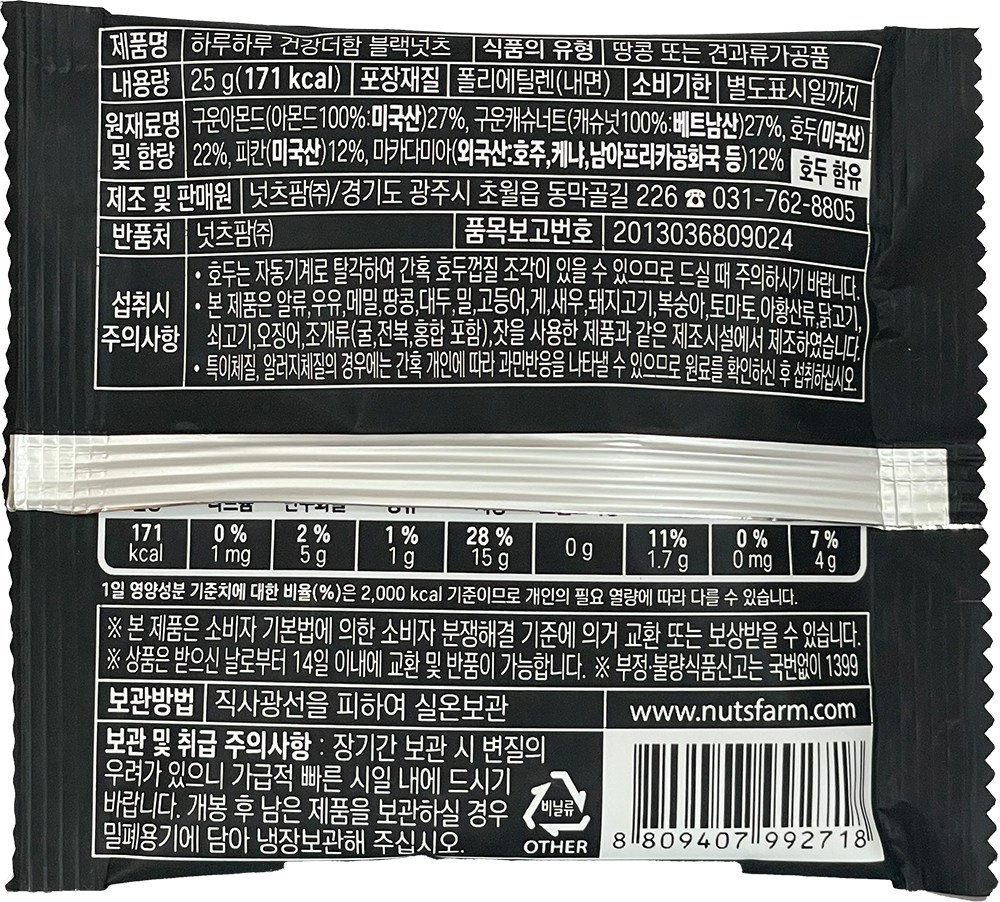 제품명 하루하루 건강더함 블랙넛츠 식품의 유형 땅콩 또는 견과류가공품
내용량 25 g(171 kcal) 포장재질 폴리에틸렌(내면) 소비기한 별도표시일까지
원재료명 및 함량 구운아몬드(아몬드100%:미국산)27%, 구운캐슈너트(캐슈넛100%:베트남산)27%, 호두(미국산)
22%, 피칸(미국산)12%, 마카다미아(외국산:호주,케냐,남아프리카공화국 등)12% 호두 함유
제조 및 판매원 넛츠팜㈜/경기도 광주시 초월읍 동막골길 226 ☎ 031-762-8805
반품처 넛츠팜㈜ 품목보고번호 2013036809024
섭취시 주의사항
• 호두는 자동기계로 탈각하여 간혹 호두껍질 조각이 있을 수 있으므로 드실 때 주의하시기 바랍니다.
• 본 제품은 알류,우유,메밀,땅콩,대두,밀,고등어,게,새우,돼지고기,복숭아,토마토,아황산류,닭고기,
쇠고기,오징어,조개류(굴,전복,홍합 포함),잣을 사용한 제품과 같은 제조시설에서 제조하였습니다.
• 특이체질, 알러지체질의 경우에는 간혹 개인에 따라 과민반응을 나타낼 수 있으므로 원료를 확인하신 후 섭취하십시오.
171 0 % 2 % 1 % 28 % 0 g 11% 0 % 7 %
kcal 1 mg 5 g 1 g 15 g 1.7 g 0 mg 4 g
1일 영양성분 기준치에 대한 비율(%)은 2,000 kcal 기준이므로 개인의 필요 열량에 따라 다를 수 있습니다.
※ 본 제품은 소비자 기본법에 의한 소비자 분쟁해결 기준에 의거 교환 또는 보상받을 수 있습니다.
※ 상품은 받으신 날로부터 14일 이내에 교환 및 반품이 가능합니다. ※ 부정·불량식품신고는 국번없이 1399
보관방법 직사광선을 피하여 실온보관
www.nutsfarm.com
보관 및 취급 주의사항 : 장기간 보관 시 변질의
우려가 있으니 가급적 빠른 시일 내에 드시기
바랍니다. 개봉 후 남은 제품을 보관하실 경우
밀폐용기에 담아 냉장보관해 주십시오.
비닐류
OTHER
8 809407 992718